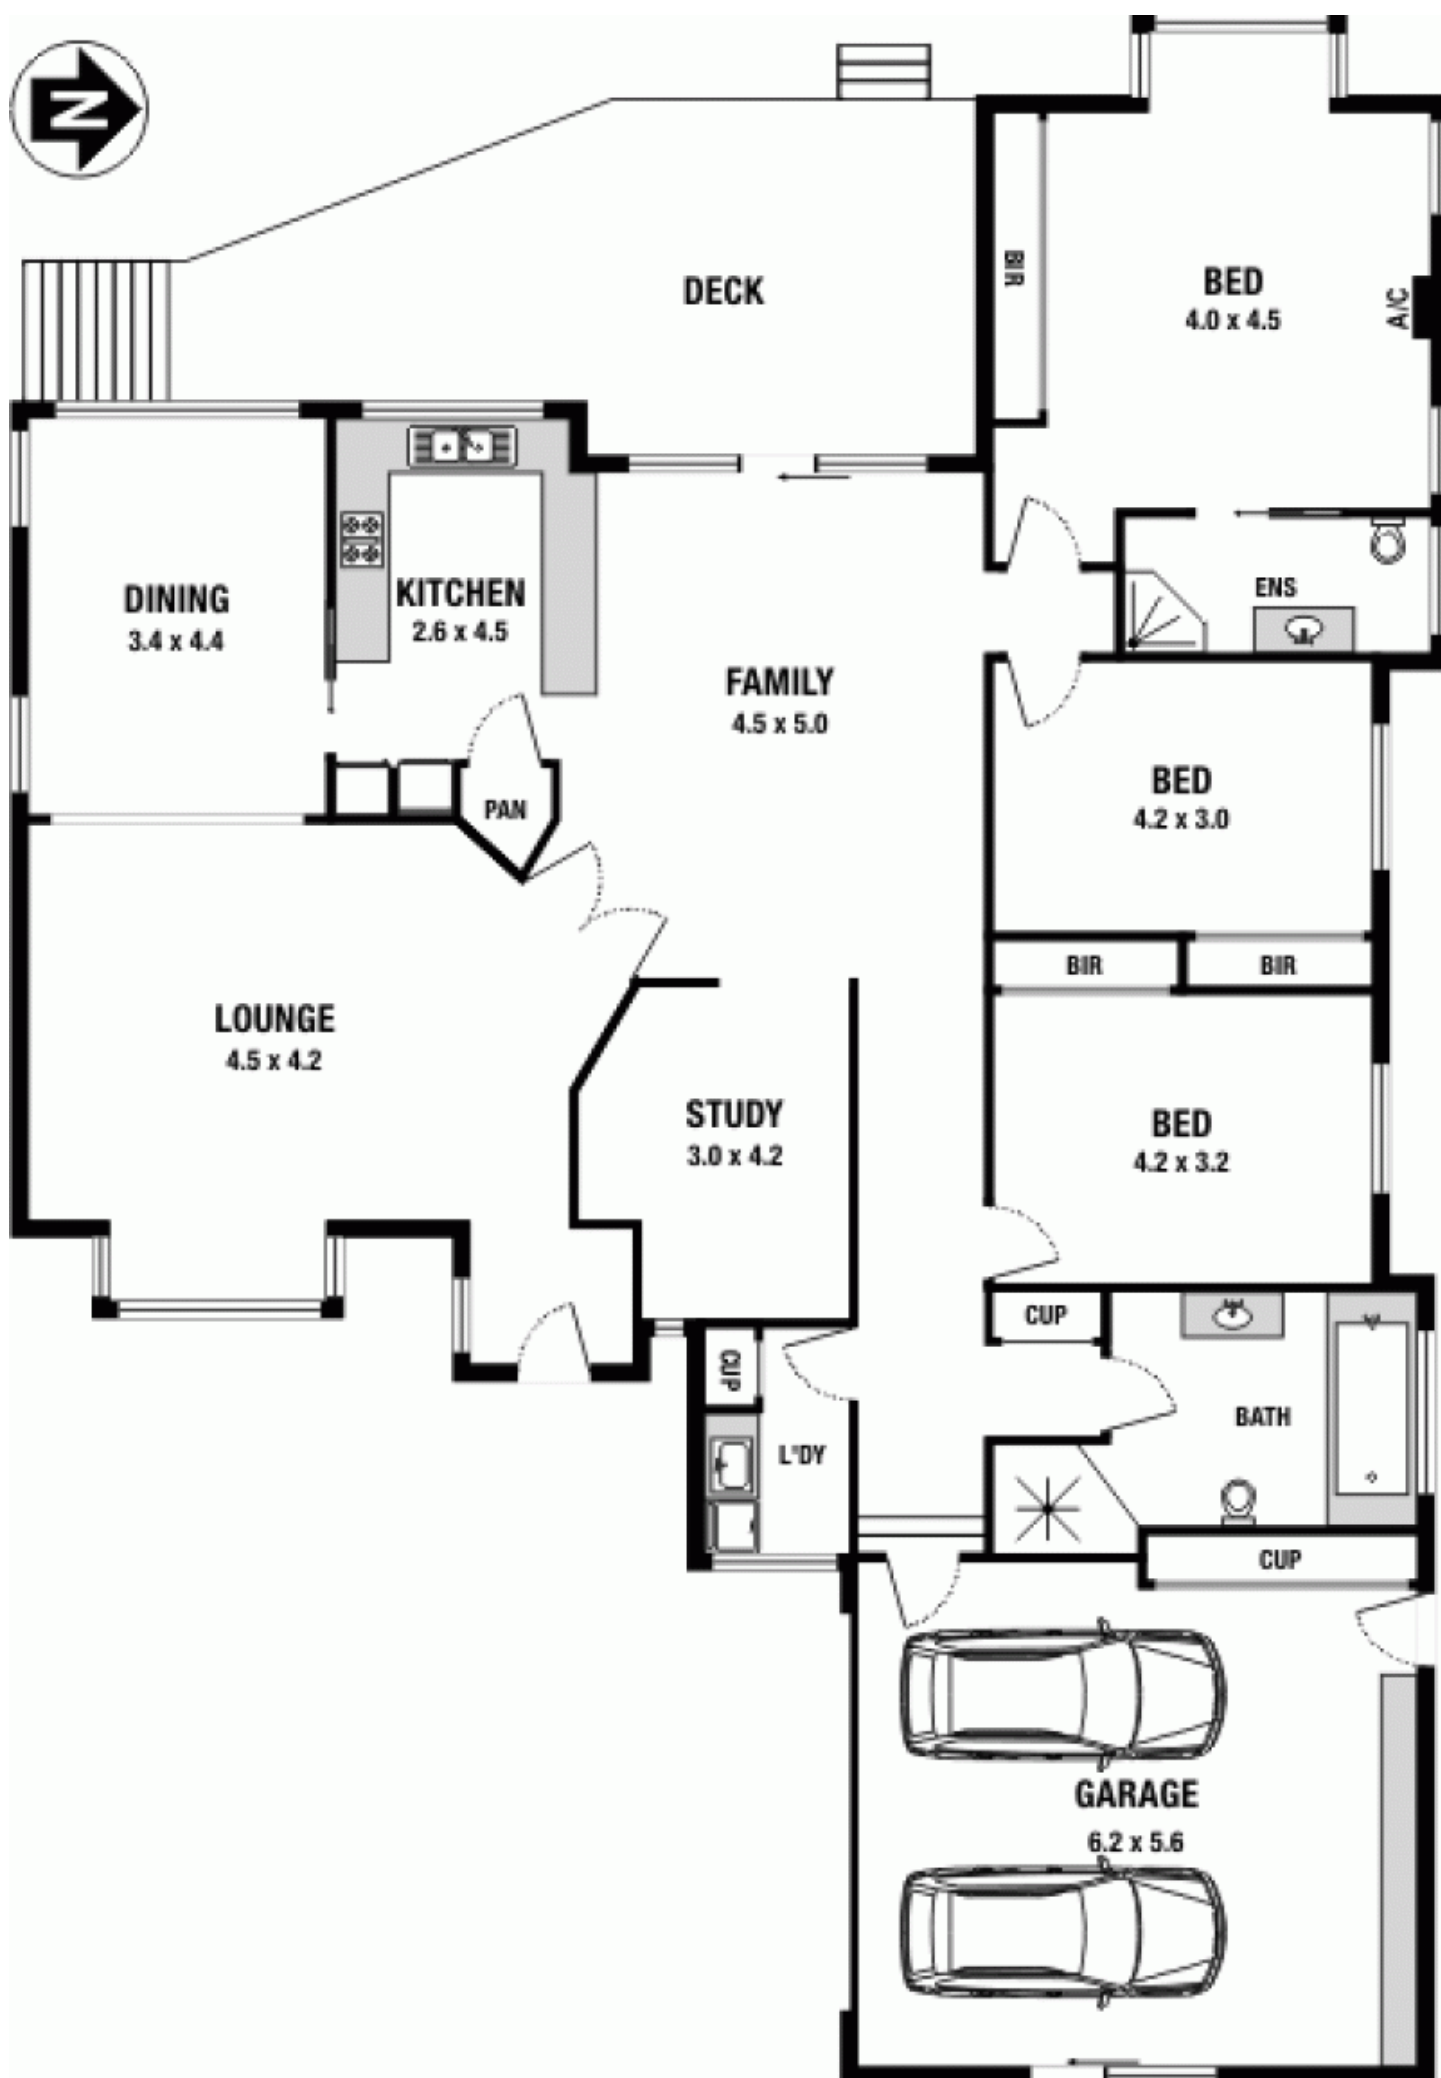 N
DECK
BIR
BED
4.0 x 4.5
A/C
DINING
3.4 x 4.4
KITCHEN
2.6 x 4.5
ENS
FAMILY
4.5 x 5.0
BED
4.2 x 3.0
PAN
BIR
BIR
LOUNGE
4.5 x 4.2
STUDY
3.0 x 4.2
BED
4.2 x 3.2
CUP
CUP
BATH
L'DY
CUP
GARAGE
6.2 x 5.6